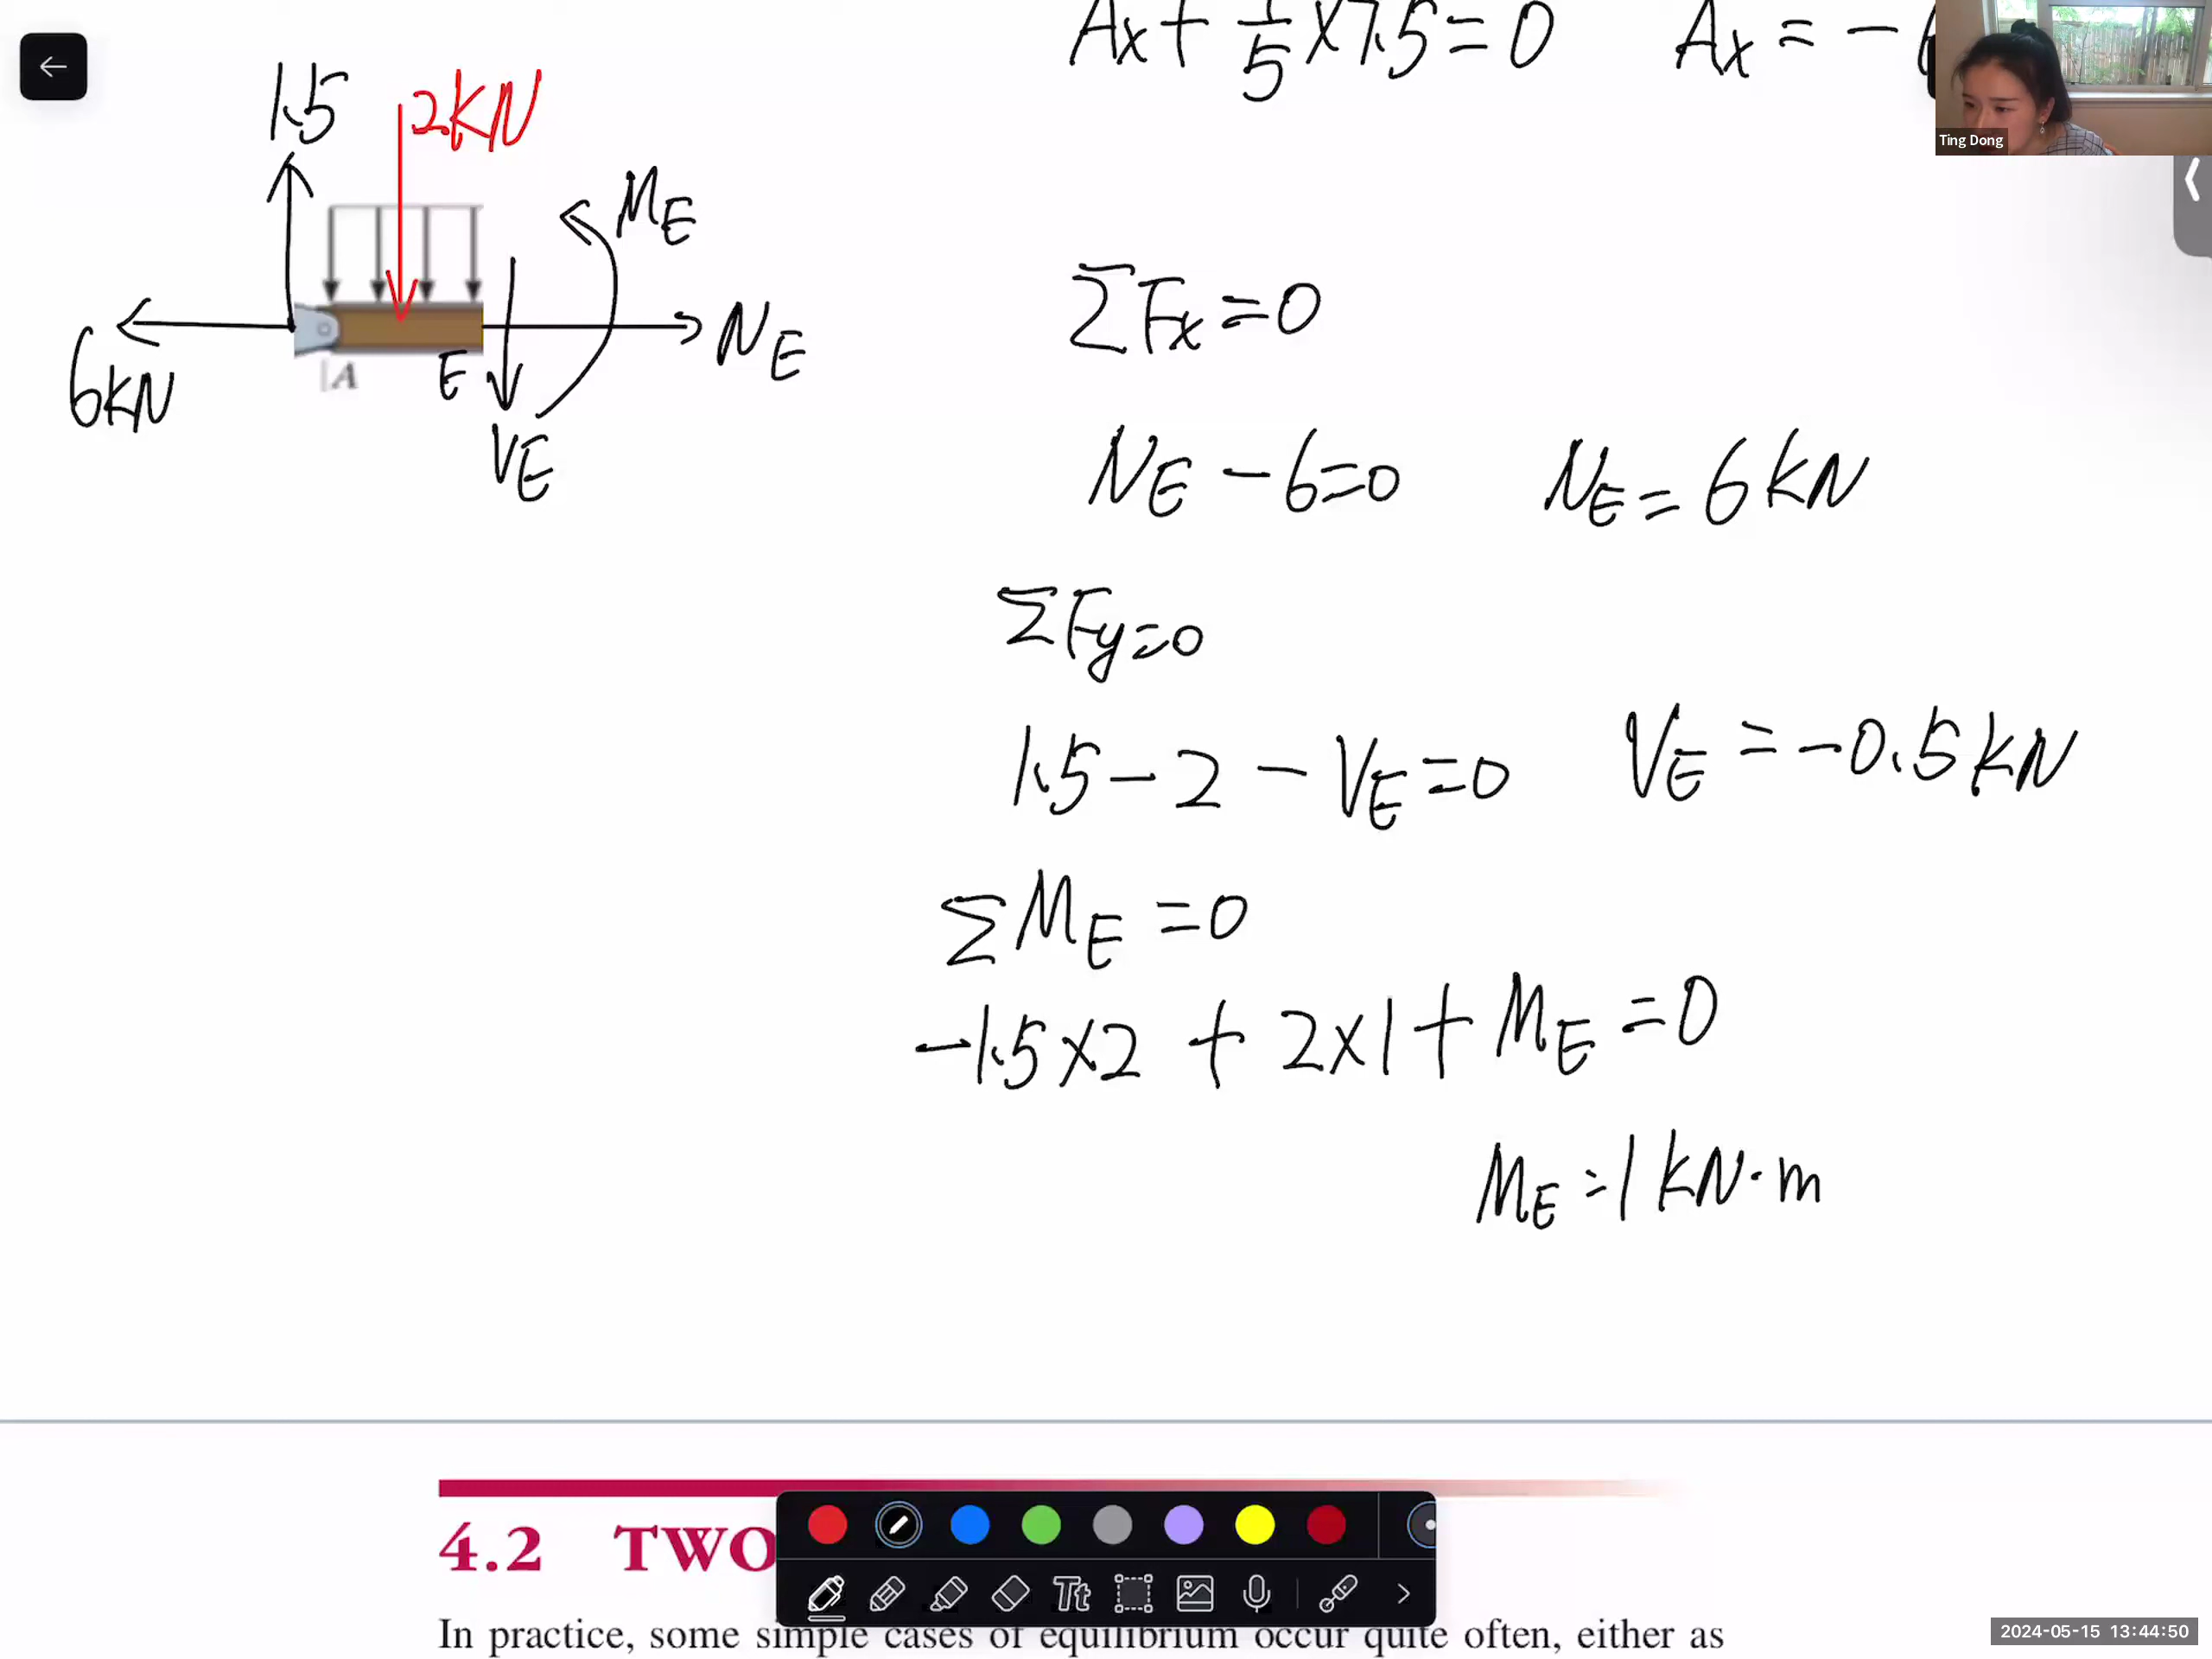 Ax + 1/5 × 7.5 = 0 Ax = -
Ting Dong
1.5
2kN
ME
6kN
A
E
VE
NE
ΣFx = 0
NE - 6 = 0 NE = 6 kN
ΣFy = 0
1.5 - 2 - VE = 0 VE = -0.5 kN
ΣME = 0
-1.5 × 2 + 2 × 1 + ME = 0
ME = 1 kN·m
4.2 TWO
Tt
In practice, some simple cases of equilibrium occur quite often, either as
2024-05-15 13:44:50